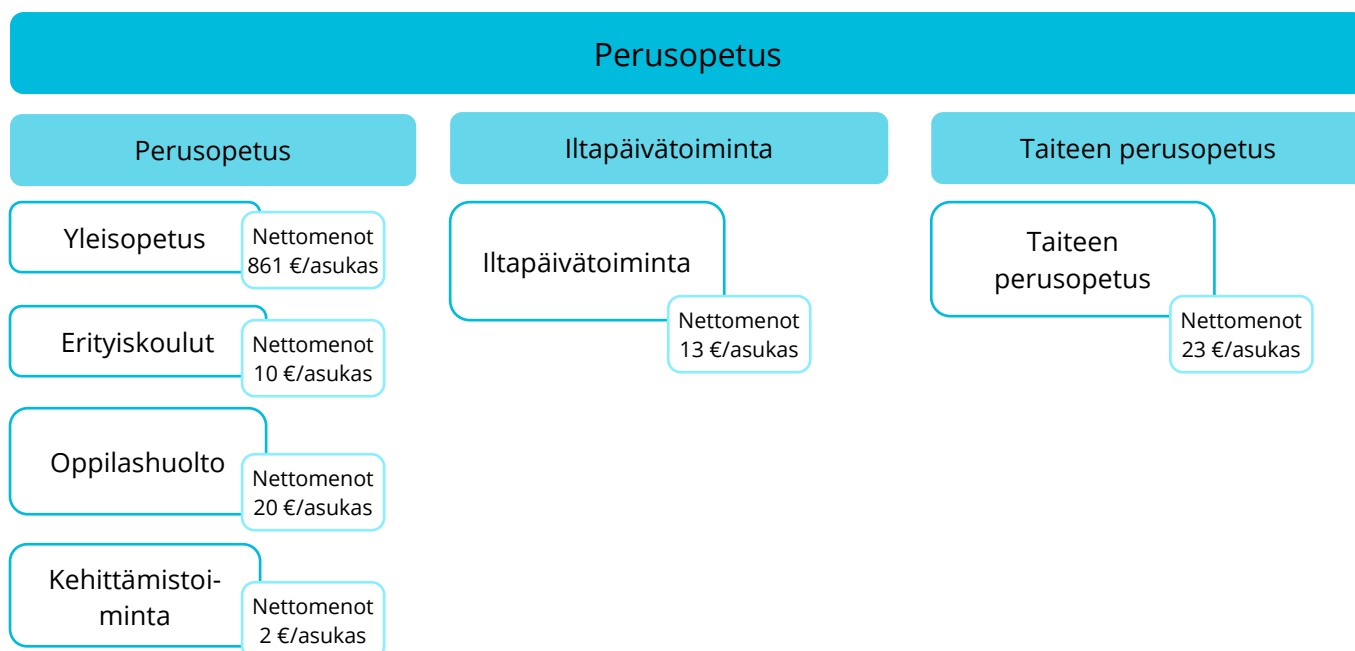 Perusopetus
Perusopetus
Iltapäivätoiminta
Taiteen perusopetus
Yleisopetus
Nettomenot
861 €/asukas
Erityiskoulut
Nettomenot
10 €/asukas
Oppilashuolto
Nettomenot
20 €/asukas
Kehittämistoi-
minta
Nettomenot
2 €/asukas
Iltapäivätoiminta
Nettomenot
13 €/asukas
Taiteen
perusopetus
Nettomenot
23 €/asukas